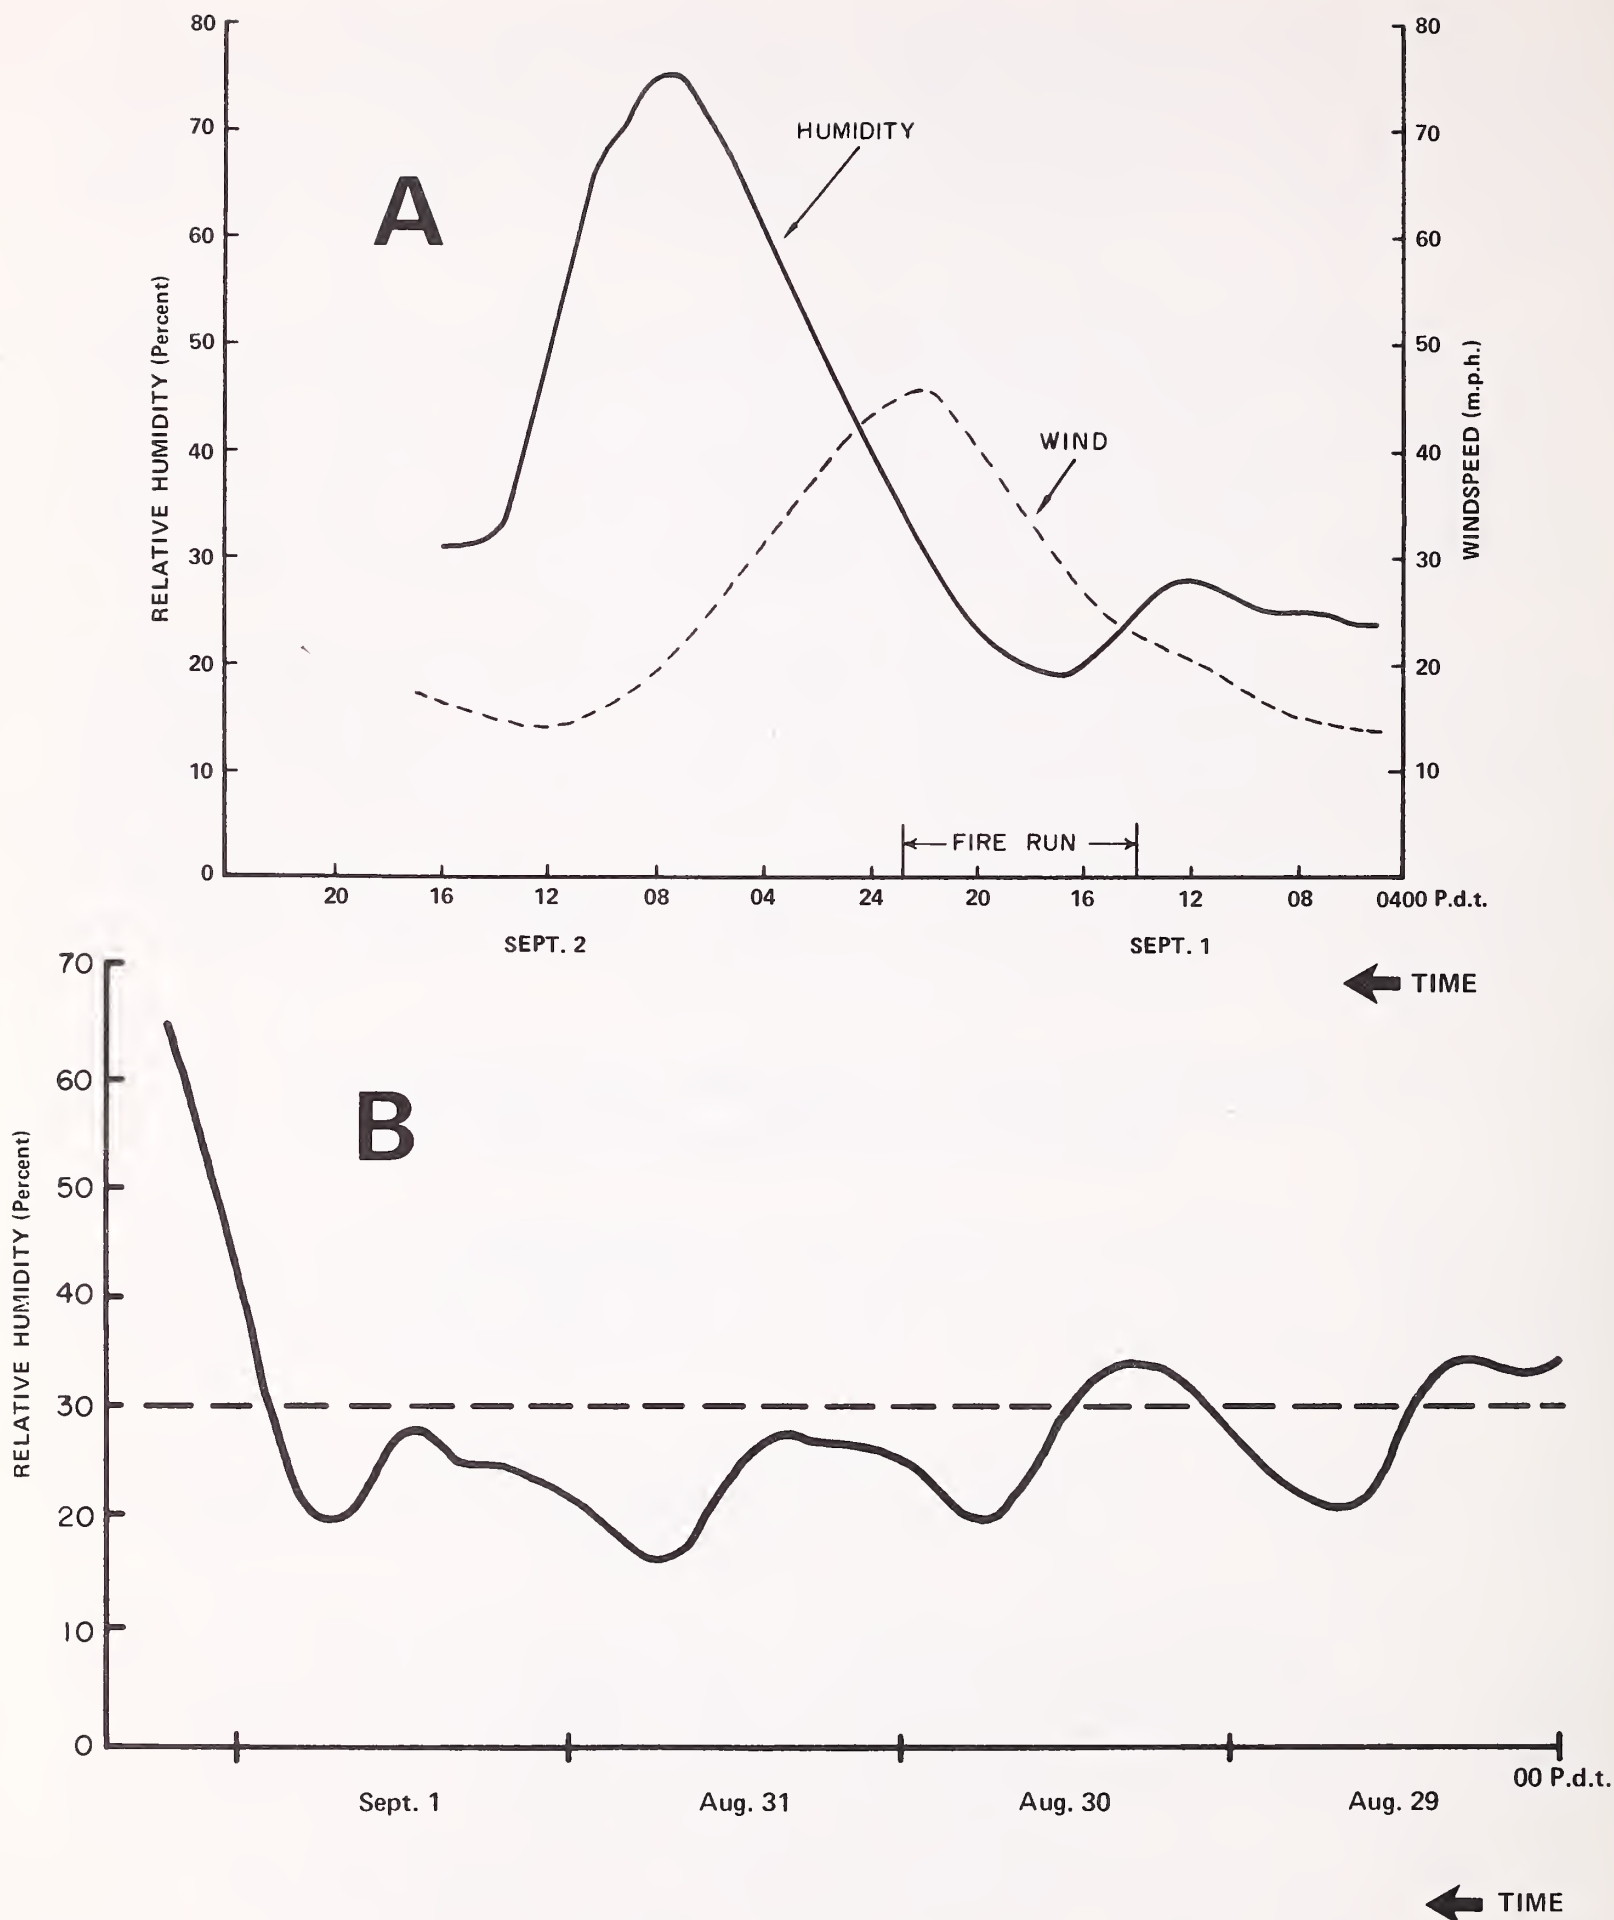 80
70
60
50
40
30
20
10
0
RELATIVE HUMIDITY (Percent)
A
HUMIDITY
WIND
FIRE RUN
80
70
60
50
40
30
20
10
WINDSPEED (m.p.h.)
20 16 12 08 04 24 20 16 12 08 0400 P.d.t.
SEPT. 2 SEPT. 1
TIME
70
60
50
40
30
20
10
0
RELATIVE HUMIDITY (Percent)
B
00 P.d.t.
Sept. 1 Aug. 31 Aug. 30 Aug. 29
TIME